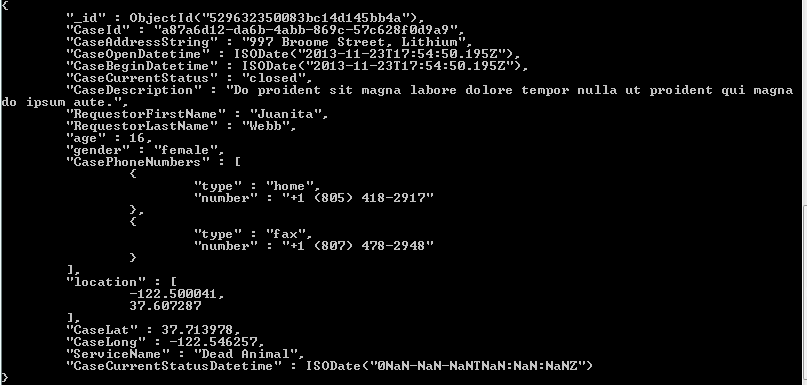 {
"_id" : ObjectId("529632350083bc14d145bb4a"),
"CaseId" : "a87a6d12-da6b-4abb-869c-57c628f0d9a9",
"CaseAddressString" : "997 Broome Street, Lithium",
"CaseOpenDatetime" : ISODate("2013-11-23T17:54:50.195Z"),
"CaseBeginDatetime" : ISODate("2013-11-23T17:54:50.195Z"),
"CaseCurrentStatus" : "closed",
"CaseDescription" : "Do proident sit magna labore dolore tempor nulla ut proident qui magna
do ipsum aute.",
"RequestorFirstName" : "Juanita",
"RequestorLastName" : "Webb",
"age" : 16,
"gender" : "female",
"CasePhoneNumbers" : [
{
"type" : "home",
"number" : "+1 (805) 418-2917"
},
{
"type" : "fax",
"number" : "+1 (807) 478-2948"
}
],
"location" : [
-122.500041,
37.607287
],
"CaseLat" : 37.713978,
"CaseLong" : -122.546257,
"ServiceName" : "Dead Animal",
"CaseCurrentStatusDatetime" : ISODate("0NaN-NaN-NaNTNaN:NaN:NaNZ")
}